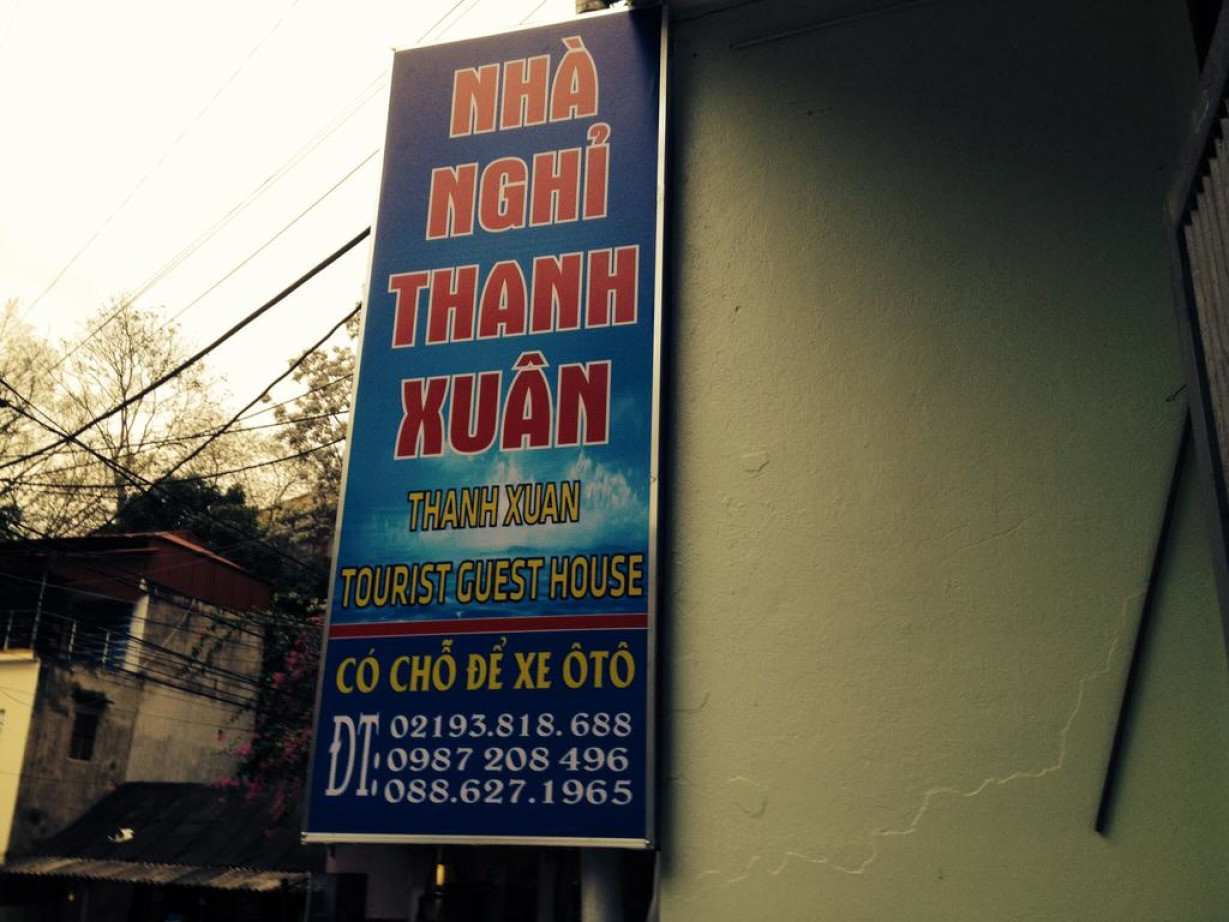 NHÀ
NGHỈ
THANH
XUÂN
THANH XUAN
TOURIST GUEST HOUSE
CÓ CHỖ ĐỂ XE ÔTÔ
ĐT: 02193.818.688
0987 208 496
088.627.1965